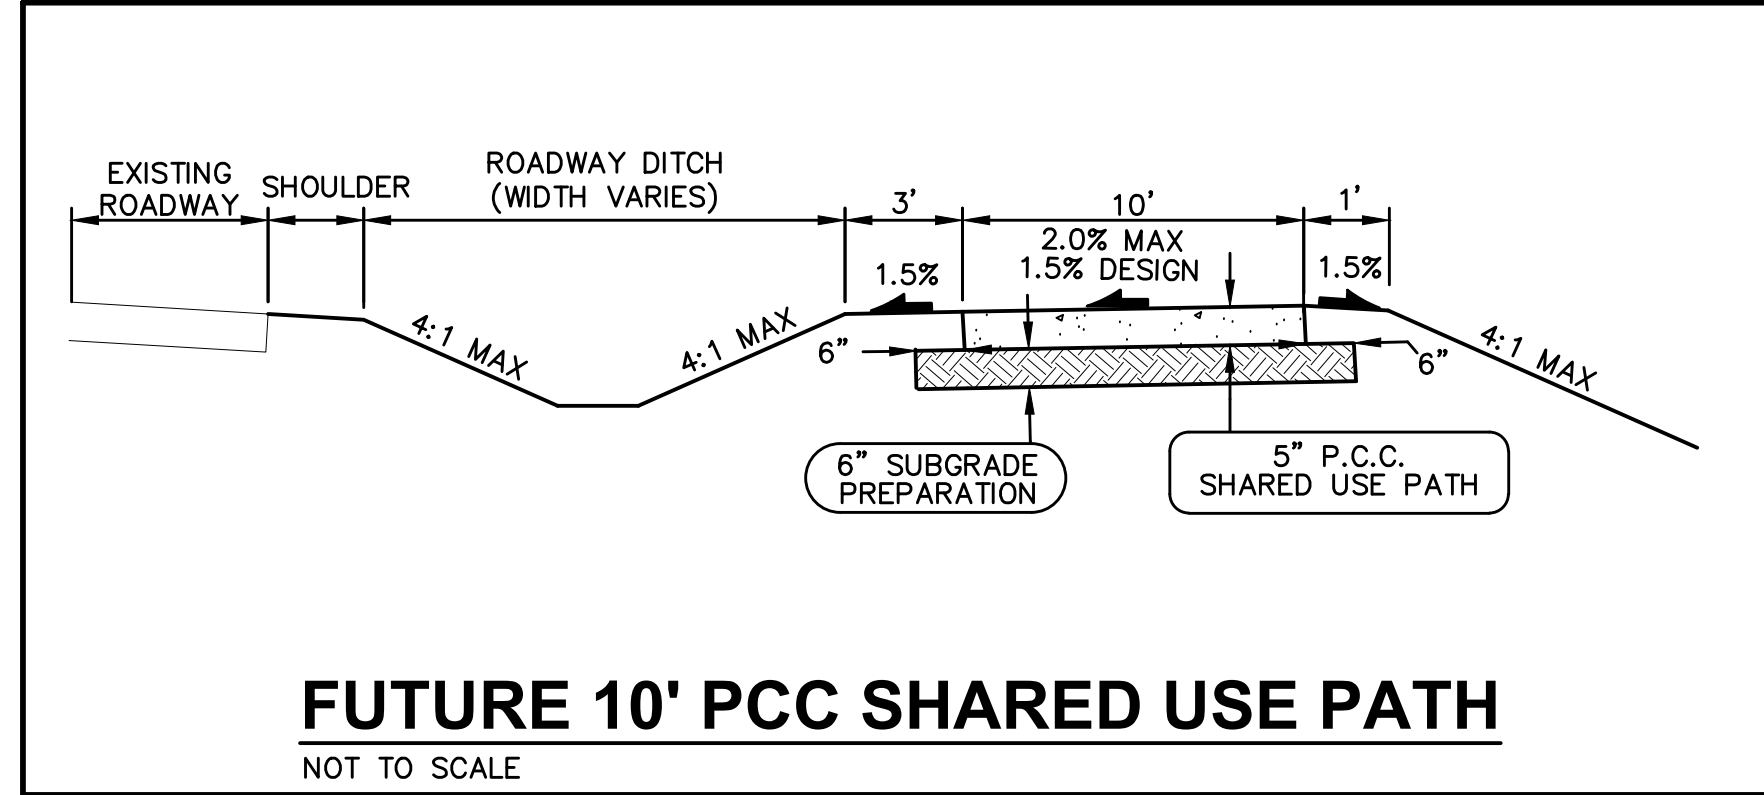 EXISTING
ROADWAY
SHOULDER
ROADWAY DITCH
(WIDTH VARIES)
3'
10'
1'
2.0% MAX
1.5% DESIGN
1.5%
1.5%
4:1 MAX
4:1 MAX
4:1 MAX
6"
6"
6" SUBGRADE
PREPARATION
5" P.C.C.
SHARED USE PATH
FUTURE 10' PCC SHARED USE PATH
NOT TO SCALE